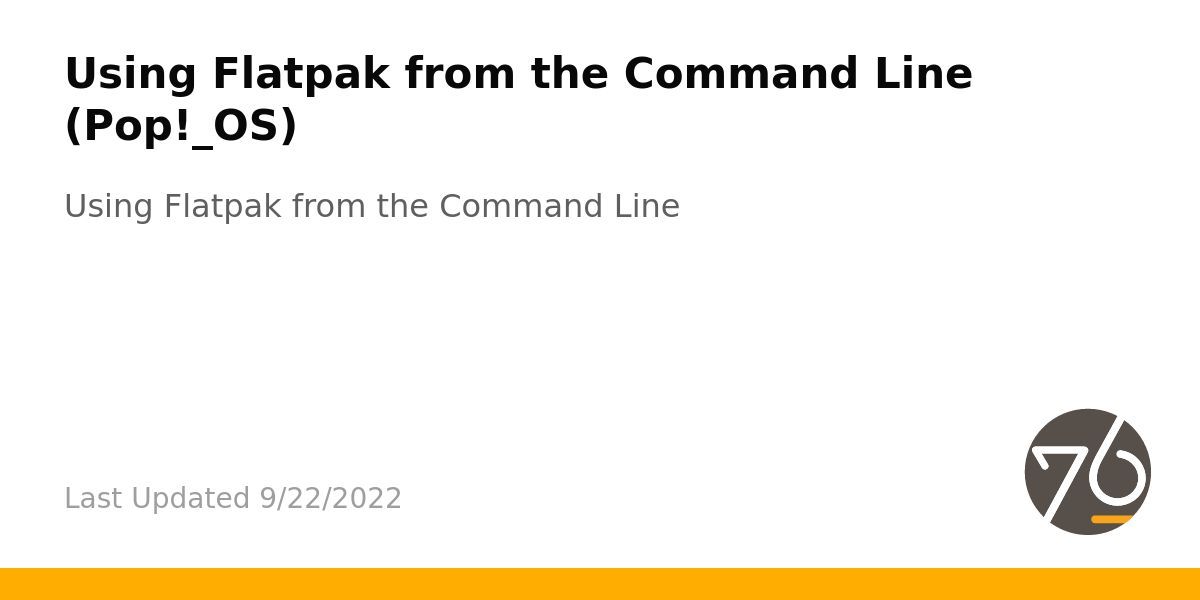 Using Flatpak from the Command Line
(Pop!_OS)
Using Flatpak from the Command Line
Last Updated 9/22/2022
76